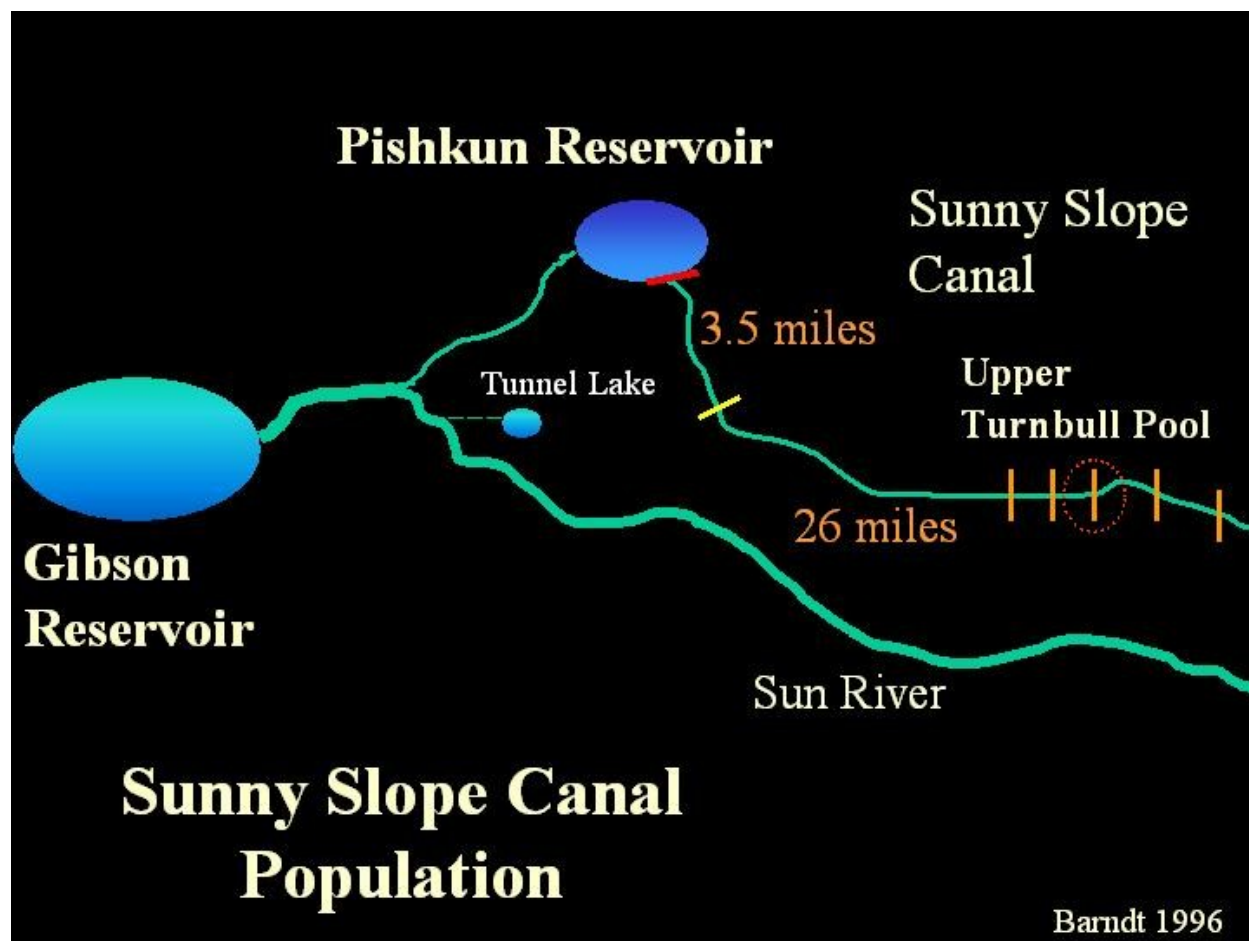 Pishkun Reservoir
Sunny Slope
Canal
3.5 miles
Tunnel Lake
Upper
Turnbull Pool
26 miles
Gibson
Reservoir
Sun River
Sunny Slope Canal
Population
Barndt 1996